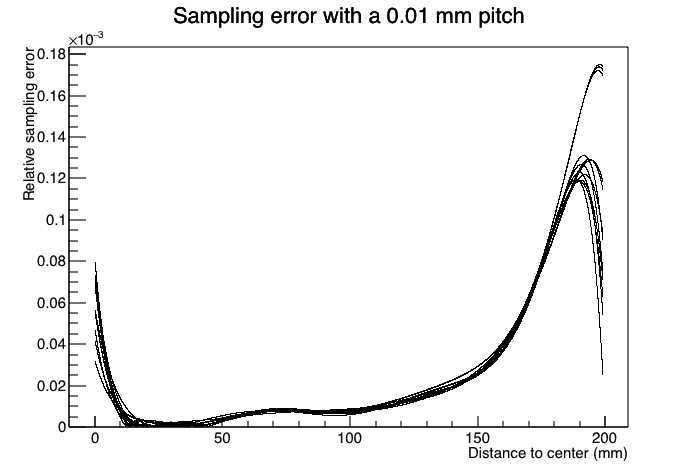 Sampling error with a 0.01 mm pitch
×10⁻³
Relative sampling error
0.18
0.16
0.14
0.12
0.1
0.08
0.06
0.04
0.02
0
0 50 100 150 200
Distance to center (mm)